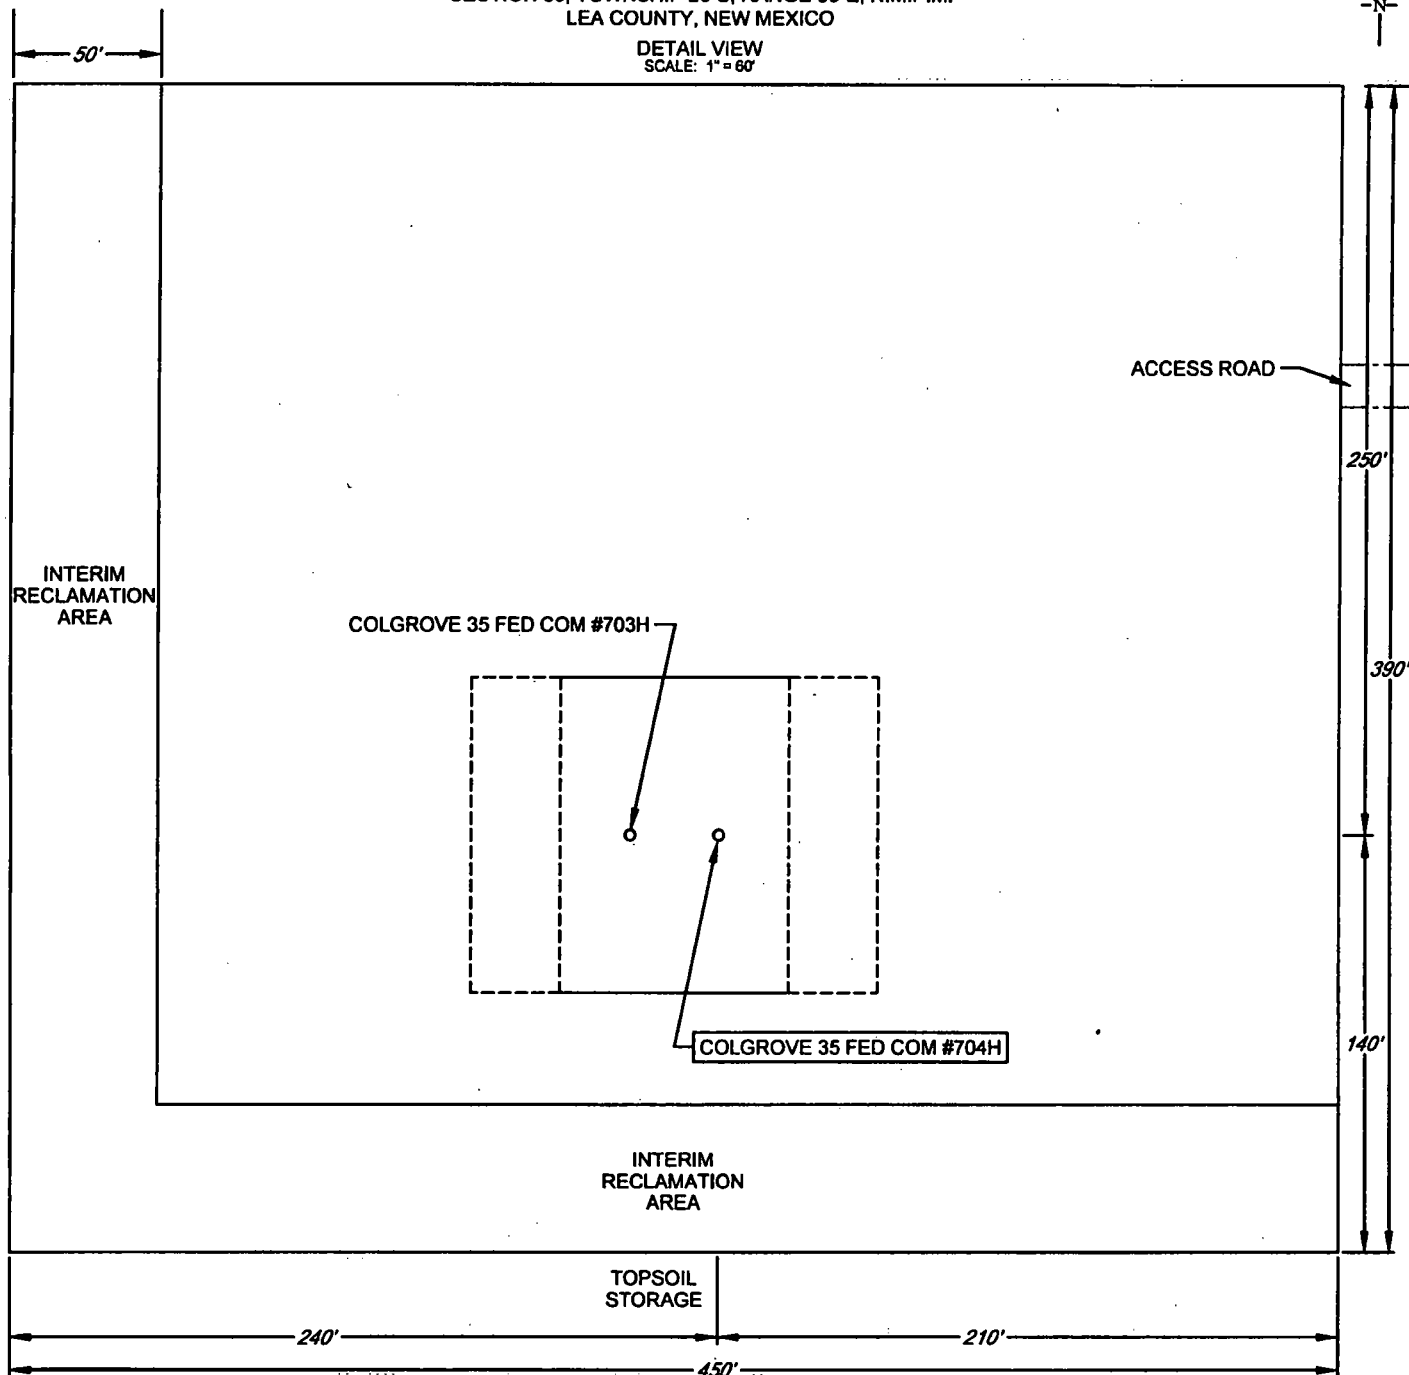 LEA COUNTY, NEW MEXICO
-N-
DETAIL VIEW
SCALE: 1" = 60'
50'
ACCESS ROAD
250'
INTERIM
RECLAMATION
AREA
COLGROVE 35 FED COM #703H
390'
COLGROVE 35 FED COM #704H
140'
INTERIM
RECLAMATION
AREA
TOPSOIL
STORAGE
240'
210'
450'